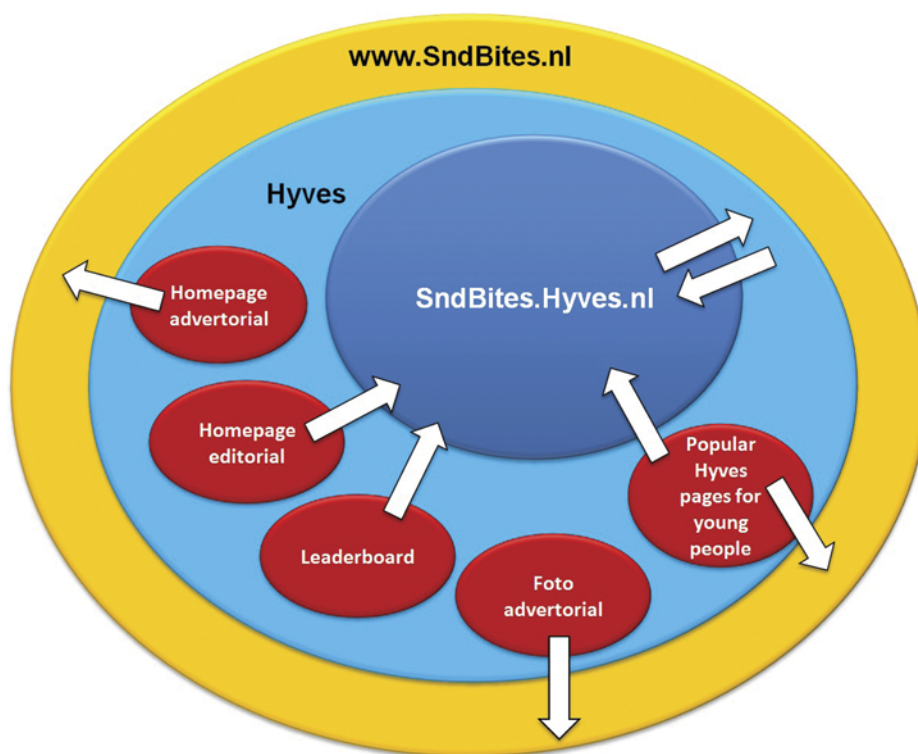 www.SndBites.nl
Hyves
SndBites.Hyves.nl
Homepage
advertorial
Homepage
editorial
Leaderboard
Foto
advertorial
Popular
Hyves
pages for
young
people